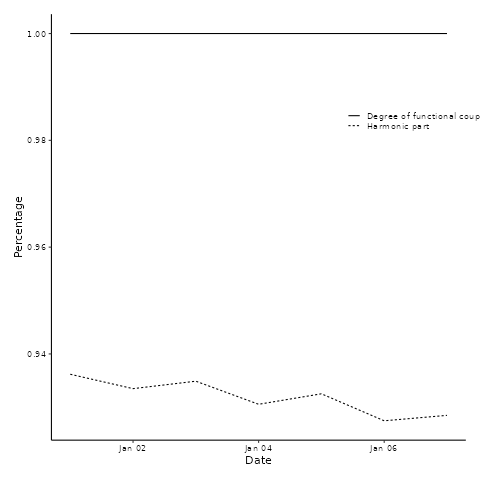 1.00
0.98
0.96
0.94
Percentage
Degree of functional coup
Harmonic part
Jan 02
Jan 04
Jan 06
Date